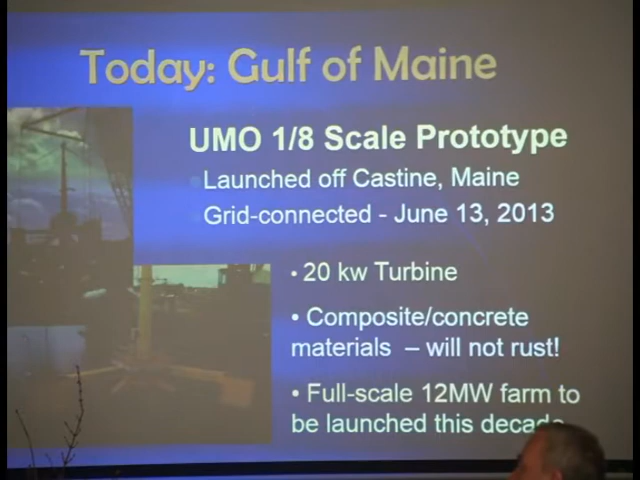 Today: Gulf of Maine
UMO 1/8 Scale Prototype
Launched off Castine, Maine
Grid-connected - June 13, 2013
• 20 kw Turbine
• Composite/concrete
materials – will not rust!
• Full-scale 12MW farm to
be launched this decade